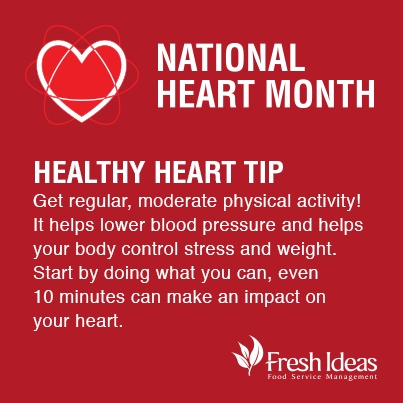 NATIONAL
HEART MONTH
HEALTHY HEART TIP
Get regular, moderate physical activity!
It helps lower blood pressure and helps
your body control stress and weight.
Start by doing what you can, even
10 minutes can make an impact on
your heart.
Fresh Ideas
Food Service Management